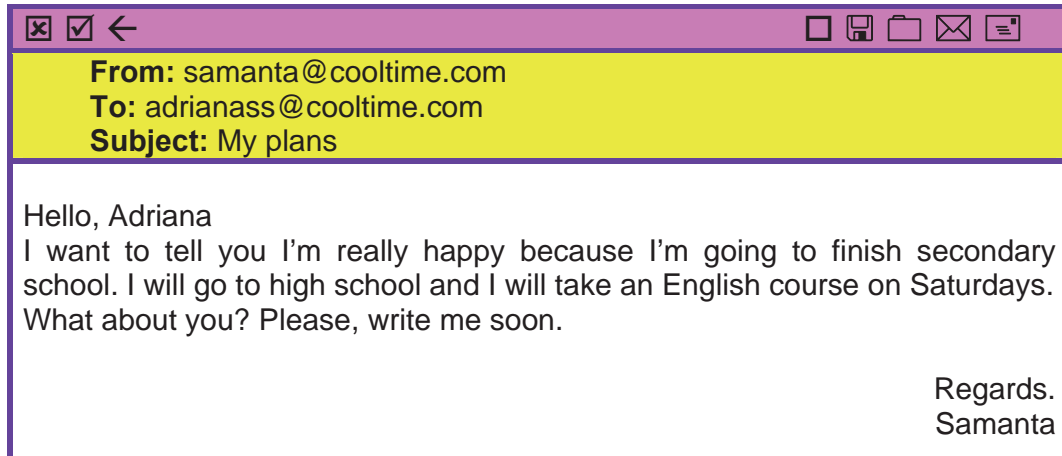 From: samanta@cooltime.com
To: adrianass@cooltime.com
Subject: My plans
Hello, Adriana
I want to tell you I’m really happy because I’m going to finish secondary
school. I will go to high school and I will take an English course on Saturdays.
What about you? Please, write me soon.
Regards.
Samanta